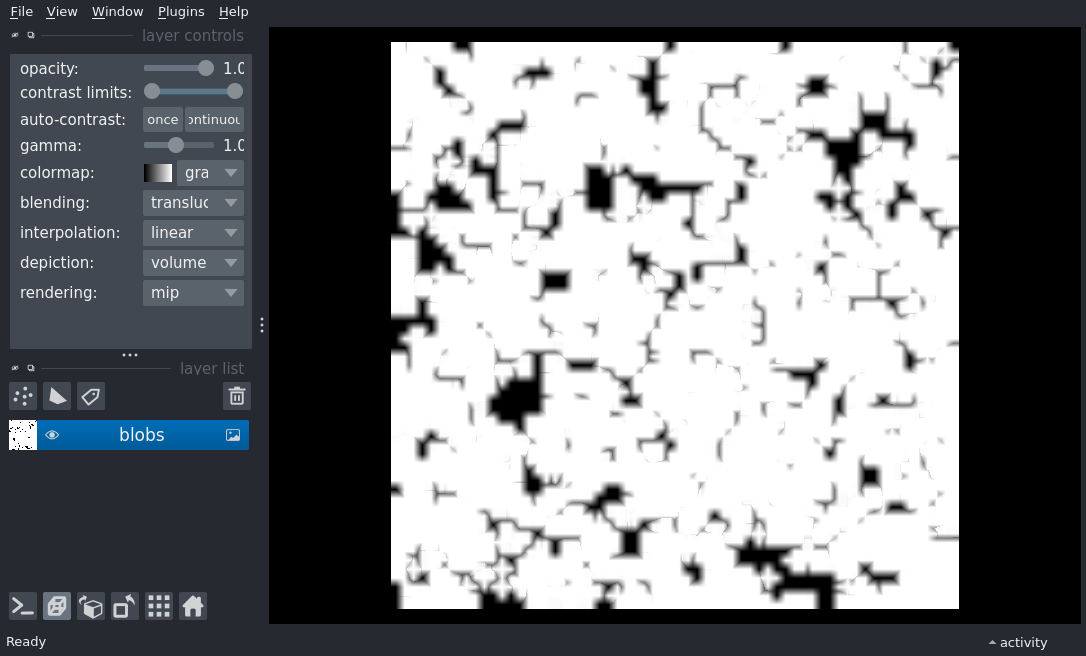 File View Window Plugins Help
layer controls
opacity: 1.0
contrast limits:
auto-contrast: once ontinuou
gamma: 1.0
colormap: gra
blending: transluc
interpolation: linear
depiction: volume
rendering: mip
layer list
blobs
Ready
activity